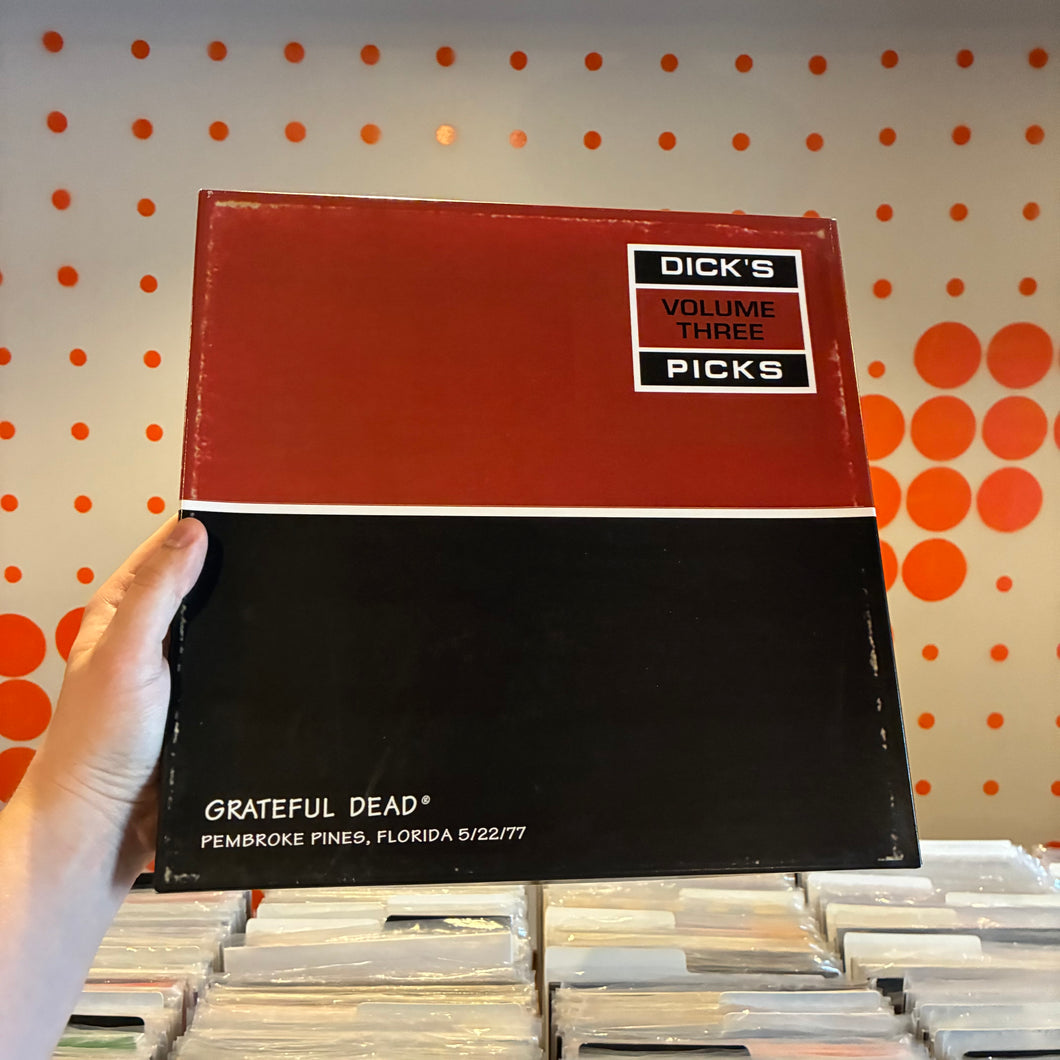 DICK'S
VOLUME
THREE
PICKS
GRATEFUL DEAD®
PEMBROKE PINES, FLORIDA 5/22/77